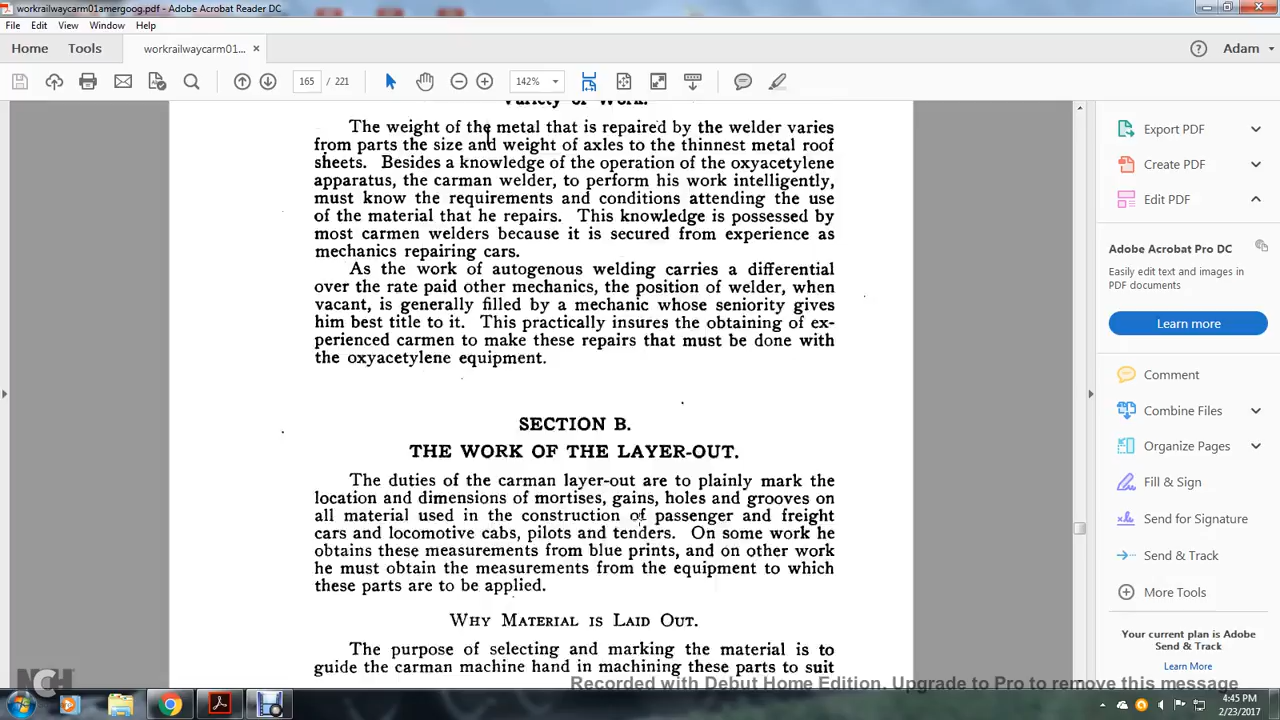 workrailwaycarm01amergoog.pdf - Adobe Acrobat Reader DC
File Edit View Window Help
Home Tools workrailwaycarm01... × Adam
165 / 221 142%
Variety of Work.
The weight of the metal that is repaired by the welder varies
from parts the size and weight of axles to the thinnest metal roof
sheets. Besides a knowledge of the operation of the oxyacetylene
apparatus, the carman welder, to perform his work intelligently,
must know the requirements and conditions attending the use
of the material that he repairs. This knowledge is possessed by
most carmen welders because it is secured from experience as
mechanics repairing cars.
As the work of autogenous welding carries a differential
over the rate paid other mechanics, the position of welder, when
vacant, is generally filled by a mechanic whose seniority gives
him best title to it. This practically insures the obtaining of ex-
perienced carmen to make these repairs that must be done with
the oxyacetylene equipment.
SECTION B.
THE WORK OF THE LAYER-OUT.
The duties of the carman layer-out are to plainly mark the
location and dimensions of mortises, gains, holes and grooves on
all material used in the construction of passenger and freight
cars and locomotive cabs, pilots and tenders. On some work he
obtains these measurements from blue prints, and on other work
he must obtain the measurements from the equipment to which
these parts are to be applied.
Why Material is Laid Out.
The purpose of selecting and marking the material is to
guide the carman machine hand in machining these parts to suit
Export PDF
Create PDF
Edit PDF
Adobe Acrobat Pro DC
Easily edit text and images in
PDF documents
Learn more
Comment
Combine Files
Organize Pages
Fill & Sign
Send for Signature
Send & Track
More Tools
Your current plan is Adobe
Send & Track
Learn More
NCH
Recorded with Debut Home Edition. Upgrade to Pro to remove this message
4:45 PM
2/23/2017